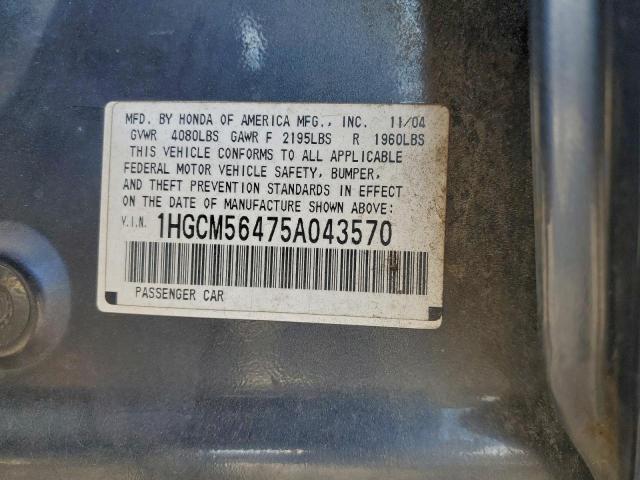 MFD. BY HONDA OF AMERICA MFG., INC. 11/04
GVWR 4080LBS GAWR F 2195LBS R 1960LBS
THIS VEHICLE CONFORMS TO ALL APPLICABLE
FEDERAL MOTOR VEHICLE SAFETY, BUMPER,
AND THEFT PREVENTION STANDARDS IN EFFECT
ON THE DATE OF MANUFACTURE SHOWN ABOVE:
V.I.N. 1HGCM56475A043570
PASSENGER CAR